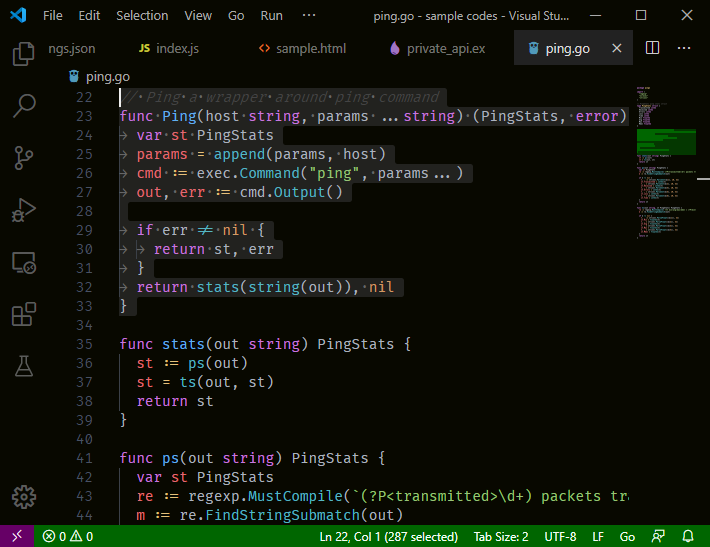 File Edit Selection View Go Run ··· ping.go - sample codes - Visual Stu...
ngs.json JS index.js <> sample.html private_api.ex ping.go
ping.go
22 // Ping a wrapper around ping command
23 func Ping(host string, params ...string) (PingStats, error)
24 var st PingStats
25 params = append(params, host)
26 cmd := exec.Command("ping", params...)
27 out, err := cmd.Output()
28
29 if err != nil {
30 return st, err
31 }
32 return stats(string(out)), nil
33 }
34
35 func stats(out string) PingStats {
36 st := ps(out)
37 st = ts(out, st)
38 return st
39 }
40
41 func ps(out string) PingStats {
42 var st PingStats
43 re := regexp.MustCompile(`(?P<transmitted>\d+) packets tra
44 m := re.FindStringSubmatch(out)
0 0 Ln 22, Col 1 (287 selected) Tab Size: 2 UTF-8 LF Go